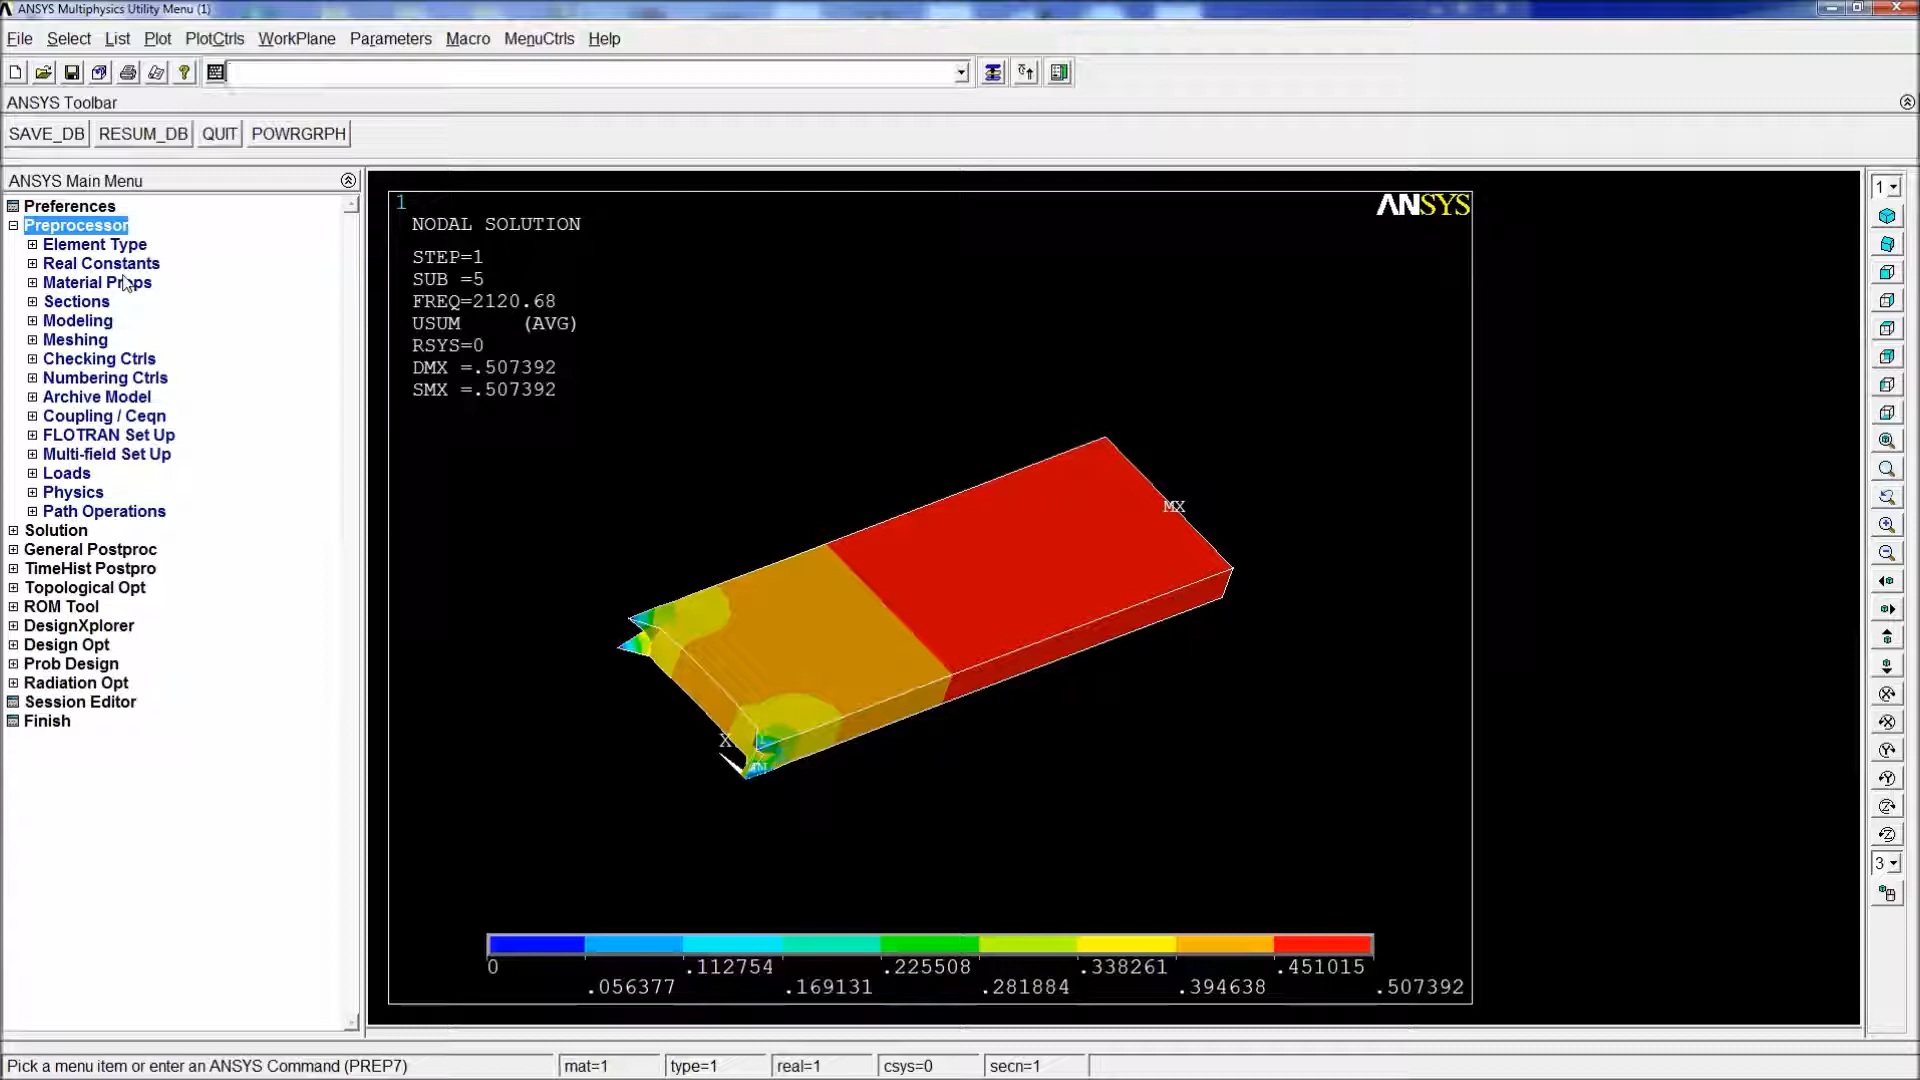 ANSYS Multiphysics Utility Menu (1)
File Select List Plot PlotCtrls WorkPlane Parameters Macro MenuCtrls Help
ANSYS Toolbar
SAVE_DB RESUM_DB QUIT POWRGRPH
ANSYS Main Menu
Preferences
Preprocessor
Element Type
Real Constants
Material Props
Sections
Modeling
Meshing
Checking Ctrls
Numbering Ctrls
Archive Model
Coupling / Ceqn
FLOTRAN Set Up
Multi-field Set Up
Loads
Physics
Path Operations
Solution
General Postproc
TimeHist Postpro
Topological Opt
ROM Tool
DesignXplorer
Design Opt
Prob Design
Radiation Opt
Session Editor
Finish
1
ANSYS
NODAL SOLUTION
STEP=1
SUB =5
FREQ=2120.68
USUM (AVG)
RSYS=0
DMX =.507392
SMX =.507392
MX
X
0 .112754 .225508 .338261 .451015
.056377 .169131 .281884 .394638 .507392
1
3
Pick a menu item or enter an ANSYS Command (PREP7) mat=1 type=1 real=1 csys=0 secn=1